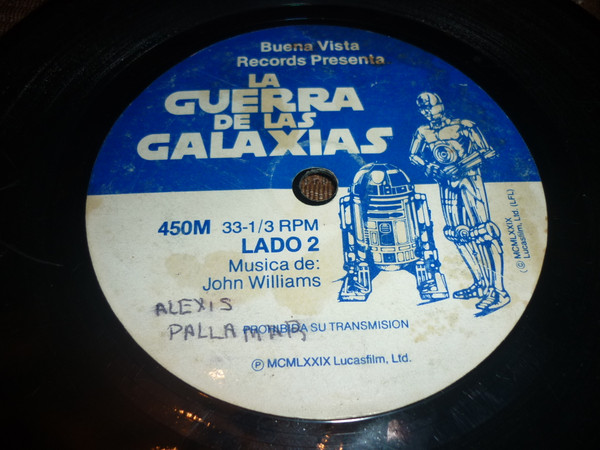 Buena Vista
Records Presenta
LA
GUERRA
DE LAS
GALAXIAS
450M 33-1/3 RPM
LADO 2
Musica de:
John Williams
ALEXIS
PALLAMAR
PROHIBIDA SU TRANSMISION
Ⓟ MCMLXXIX Lucasfilm, Ltd.
© MCMLXXIX
Lucasfilm, Ltd. (LFL)